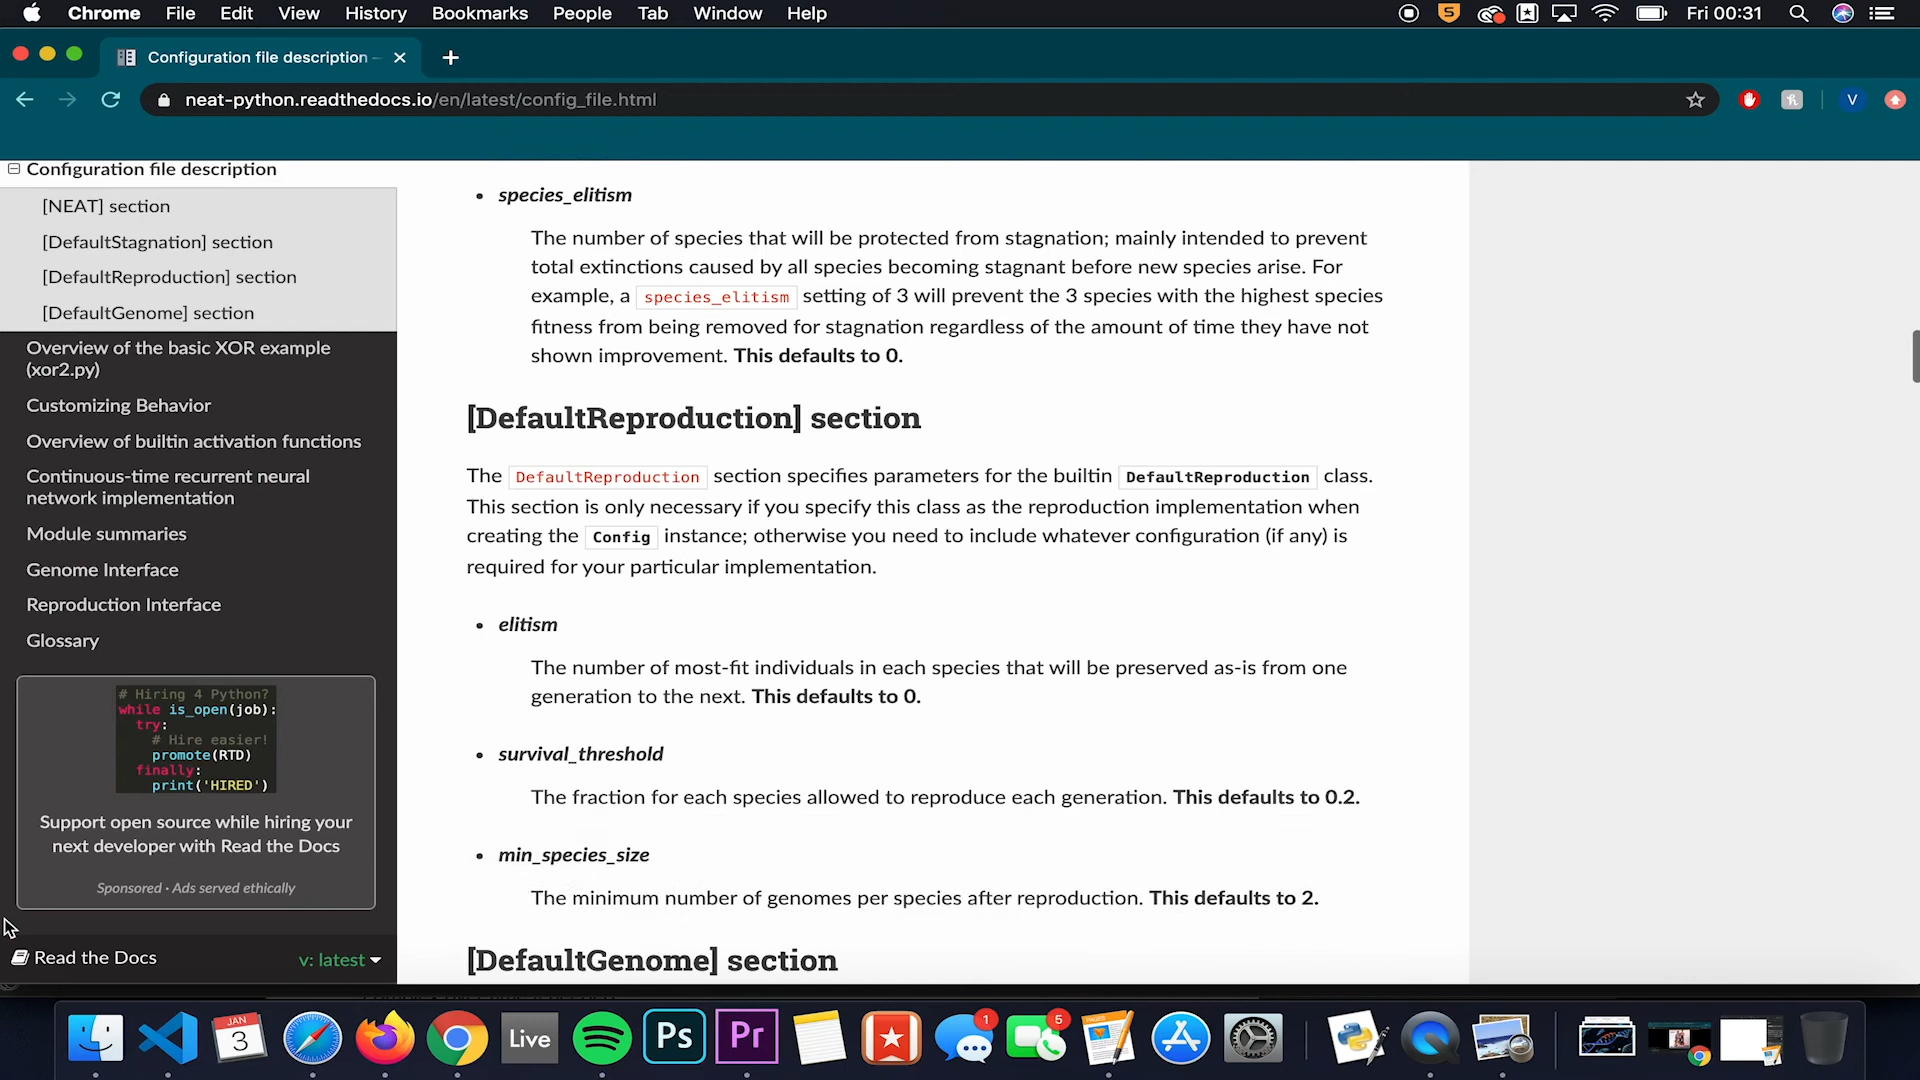 Chrome File Edit View History Bookmarks People Tab Window Help Fri 00:31
Configuration file description
neat-python.readthedocs.io/en/latest/config_file.html
V
Configuration file description
[NEAT] section
[DefaultStagnation] section
[DefaultReproduction] section
[DefaultGenome] section
Overview of the basic XOR example
(xor2.py)
Customizing Behavior
Overview of builtin activation functions
Continuous-time recurrent neural
network implementation
Module summaries
Genome Interface
Reproduction Interface
Glossary
# Hiring 4 Python?
while is_open(job):
try:
# Hire easier!
promote(RTD)
finally:
print('HIRED')
Support open source while hiring your
next developer with Read the Docs
Sponsored · Ads served ethically
Read the Docs
v: latest
• species_elitism
The number of species that will be protected from stagnation; mainly intended to prevent
total extinctions caused by all species becoming stagnant before new species arise. For
example, a species_elitism setting of 3 will prevent the 3 species with the highest species
fitness from being removed for stagnation regardless of the amount of time they have not
shown improvement. This defaults to 0.
[DefaultReproduction] section
The DefaultReproduction section specifies parameters for the builtin DefaultReproduction class.
This section is only necessary if you specify this class as the reproduction implementation when
creating the Config instance; otherwise you need to include whatever configuration (if any) is
required for your particular implementation.
• elitism
The number of most-fit individuals in each species that will be preserved as-is from one
generation to the next. This defaults to 0.
• survival_threshold
The fraction for each species allowed to reproduce each generation. This defaults to 0.2.
• min_species_size
The minimum number of genomes per species after reproduction. This defaults to 2.
[DefaultGenome] section
JAN
3
Live
Ps
Pr
1
5